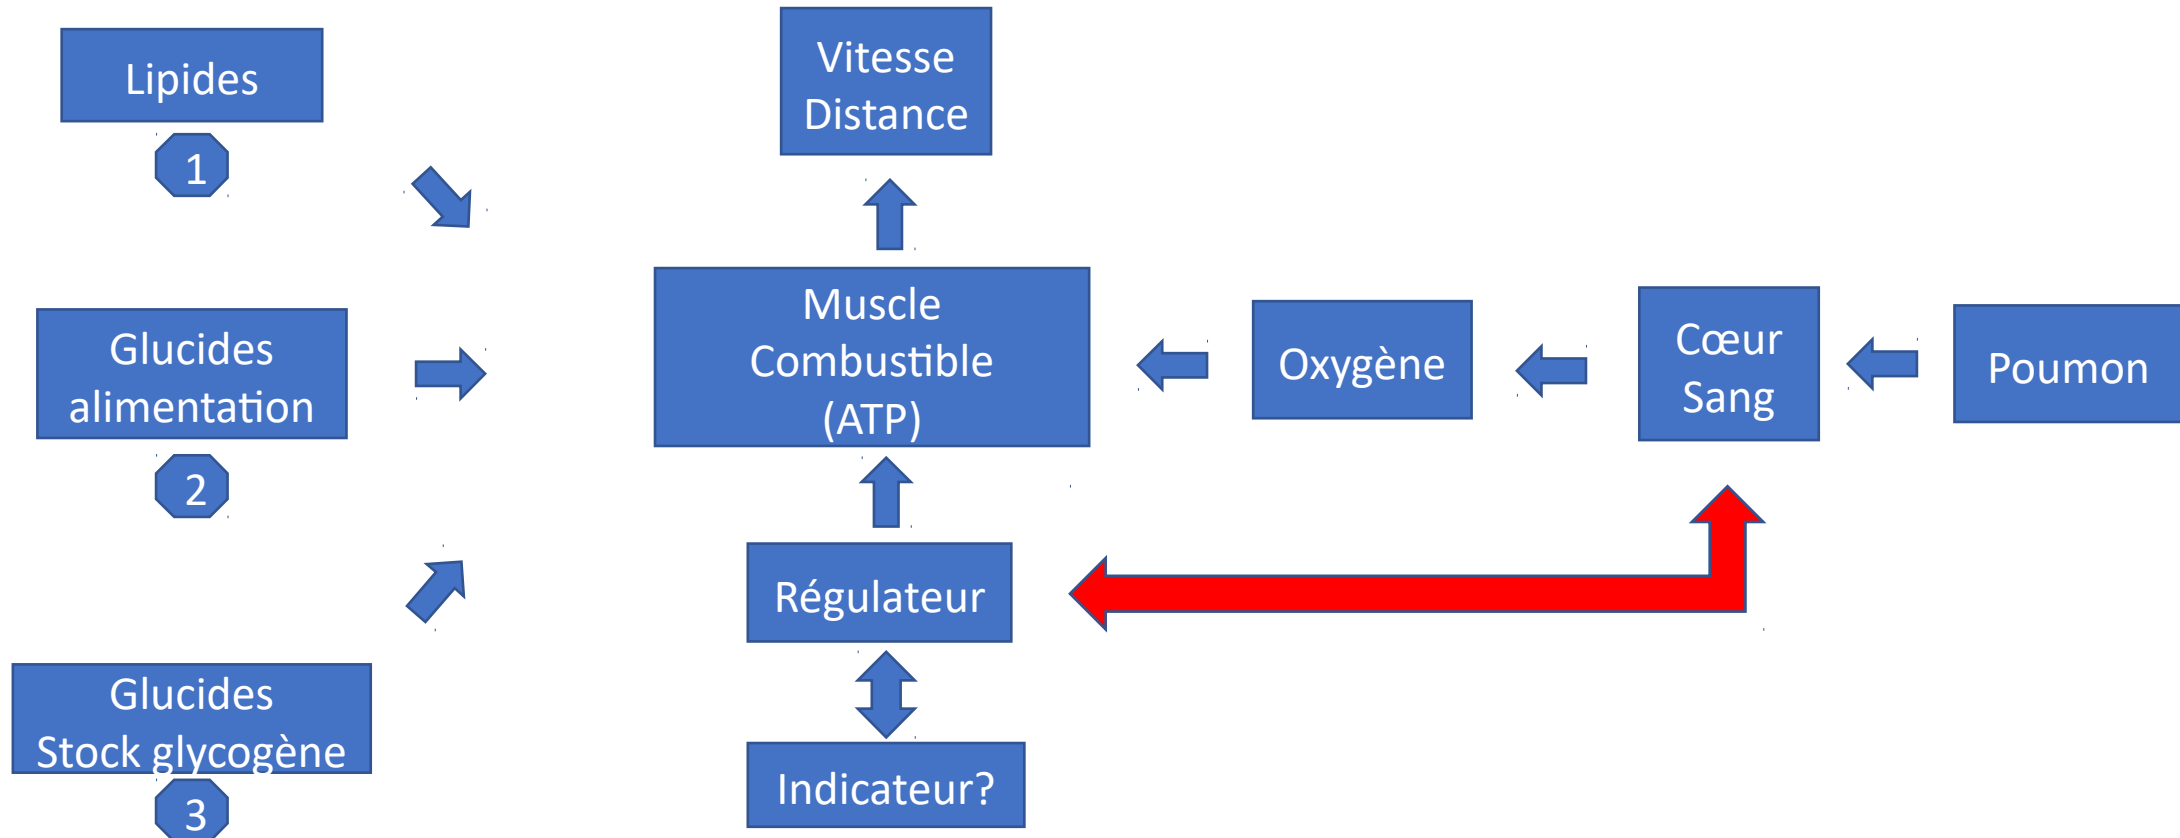 Lipides
1
Glucides
alimentation
2
Glucides
Stock glycogène
3
Vitesse
Distance
Muscle
Combustible
(ATP)
Régulateur
Indicateur?
Oxygène
Cœur
Sang
Poumon